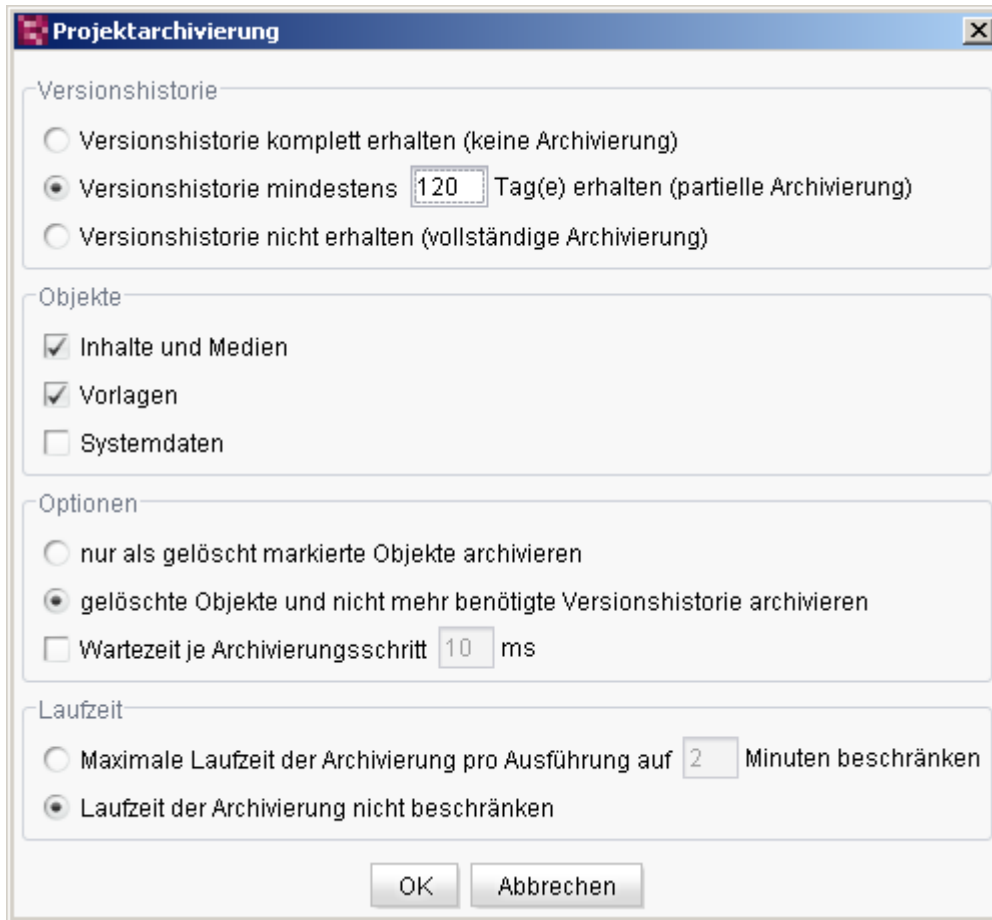 Projektarchivierung
Versionshistorie
Versionshistorie komplett erhalten (keine Archivierung)
Versionshistorie mindestens 120 Tag(e) erhalten (partielle Archivierung)
Versionshistorie nicht erhalten (vollständige Archivierung)
Objekte
Inhalte und Medien
Vorlagen
Systemdaten
Optionen
nur als gelöscht markierte Objekte archivieren
gelöschte Objekte und nicht mehr benötigte Versionshistorie archivieren
Wartezeit je Archivierungsschritt 10 ms
Laufzeit
Maximale Laufzeit der Archivierung pro Ausführung auf 2 Minuten beschränken
Laufzeit der Archivierung nicht beschränken
OK Abbrechen